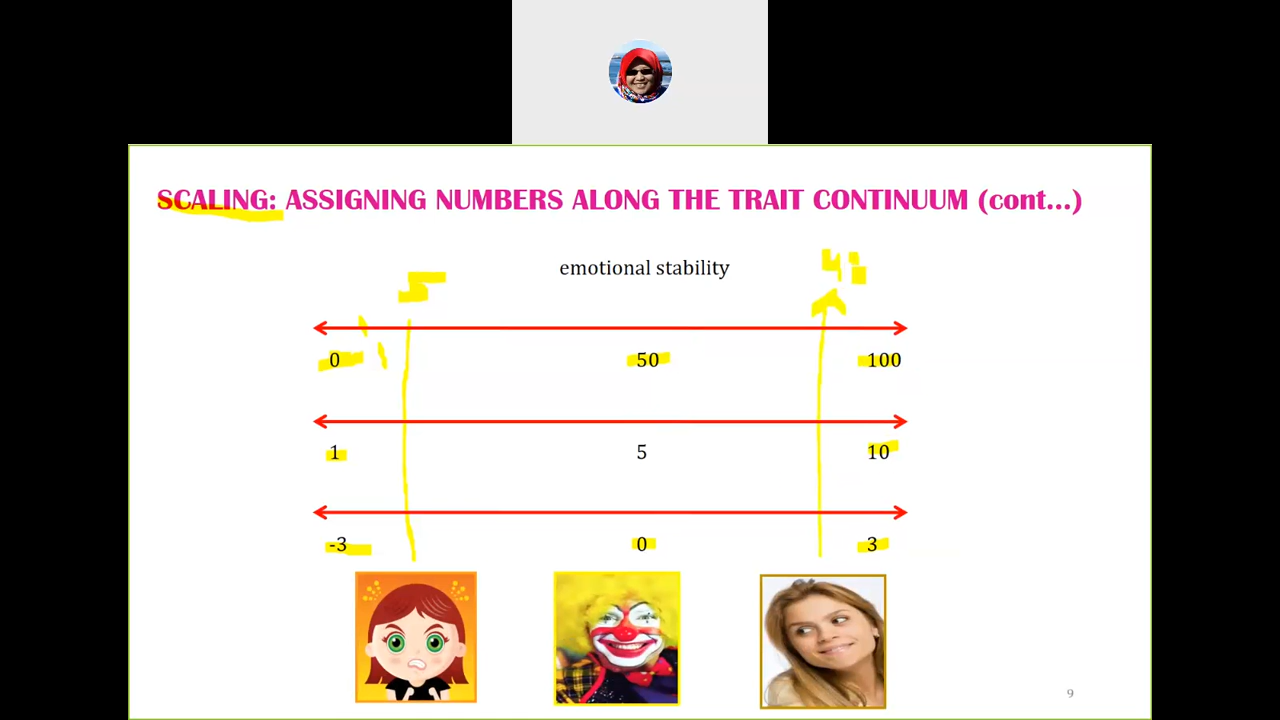 SCALING: ASSIGNING NUMBERS ALONG THE TRAIT CONTINUUM (cont...)
emotional stability
0 50 100
1 5 10
-3 0 3
9